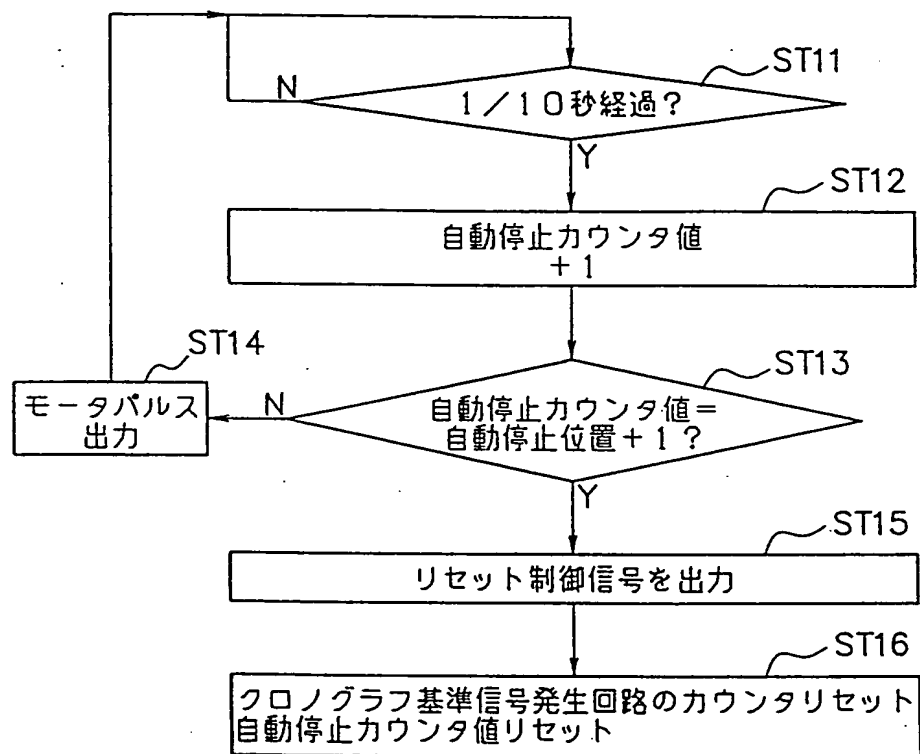 ST11
N
1／10秒経過？
Y
ST12
自動停止カウンタ値
＋1
ST14
モータパルス
出力
N
ST13
自動停止カウンタ値＝
自動停止位置＋1？
Y
ST15
リセット制御信号を出力
ST16
クロノグラフ基準信号発生回路のカウンタリセット
自動停止カウンタ値リセット